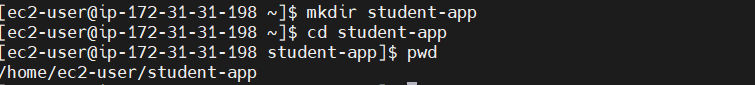 [ec2-user@ip-172-31-31-198 ~]$ mkdir student-app
[ec2-user@ip-172-31-31-198 ~]$ cd student-app
[ec2-user@ip-172-31-31-198 student-app]$ pwd
/home/ec2-user/student-app